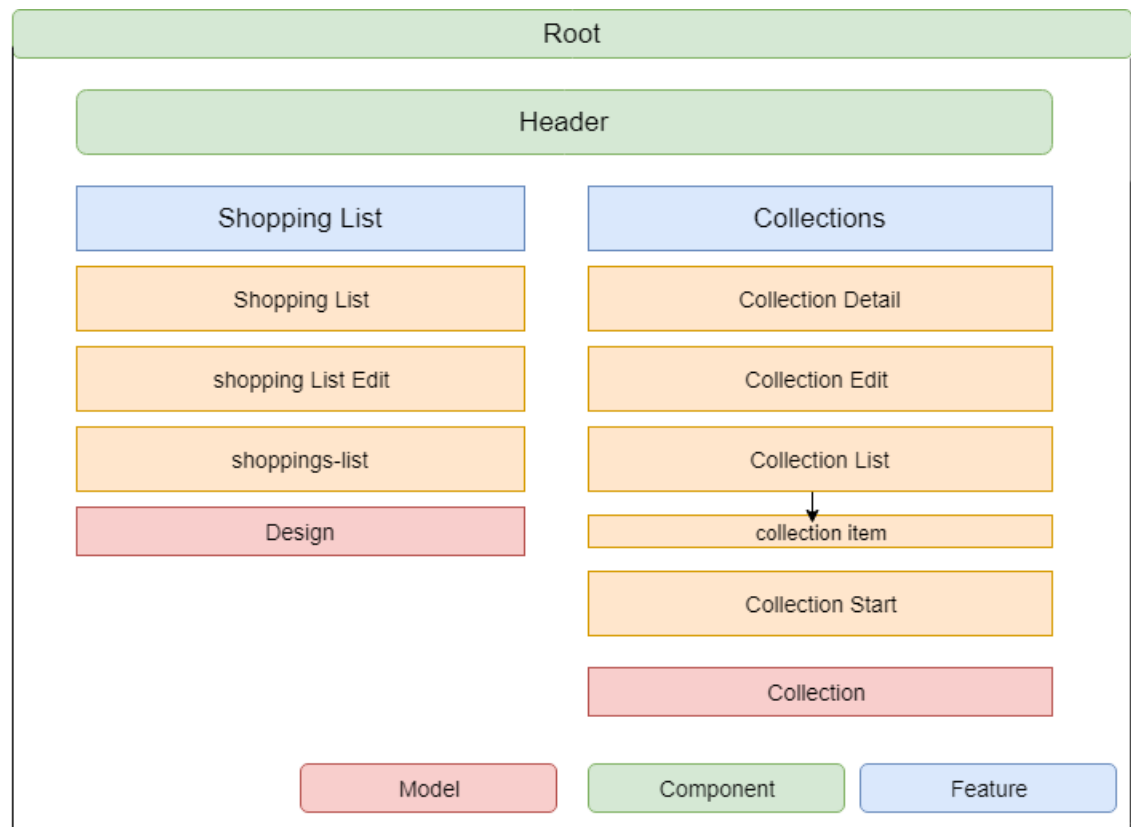 Root
Header
Shopping List
Collections
Shopping List
Collection Detail
shopping List Edit
Collection Edit
shoppings-list
Collection List
Design
collection item
Collection Start
Collection
Model
Component
Feature